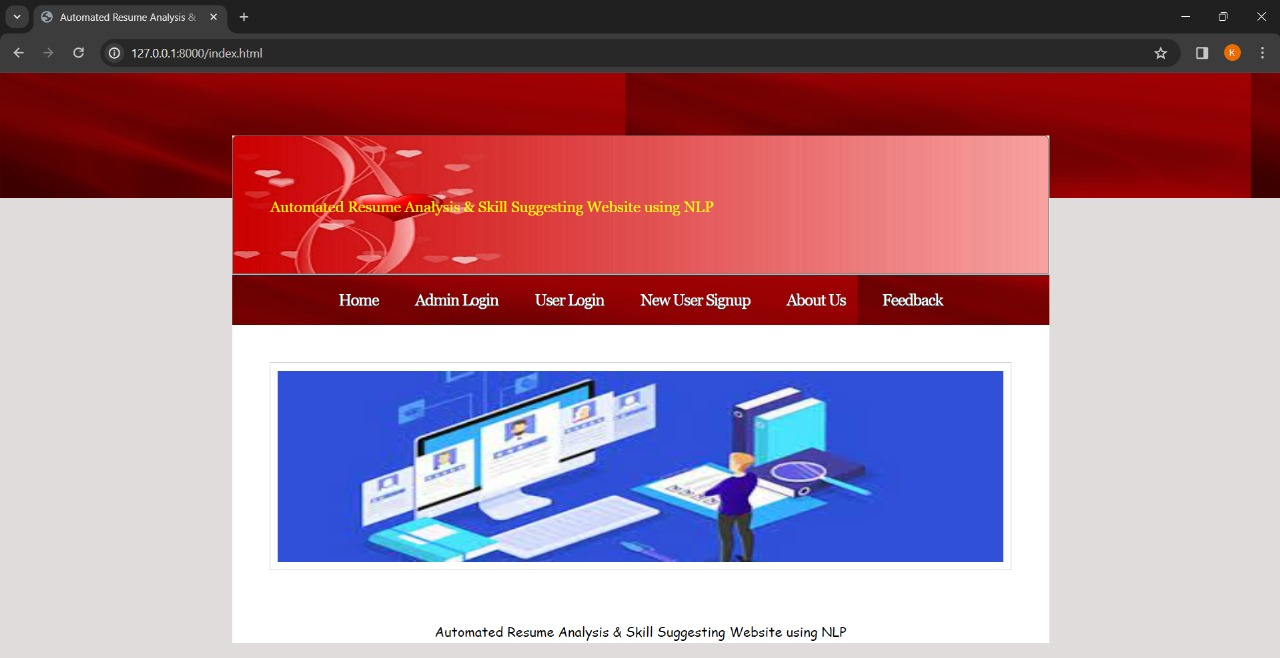 Automated Resume Analysis &
127.0.0.1:8000/index.html
K
Automated Resume Analysis & Skill Suggesting Website using NLP
Home Admin Login User Login New User Signup About Us Feedback
Automated Resume Analysis & Skill Suggesting Website using NLP